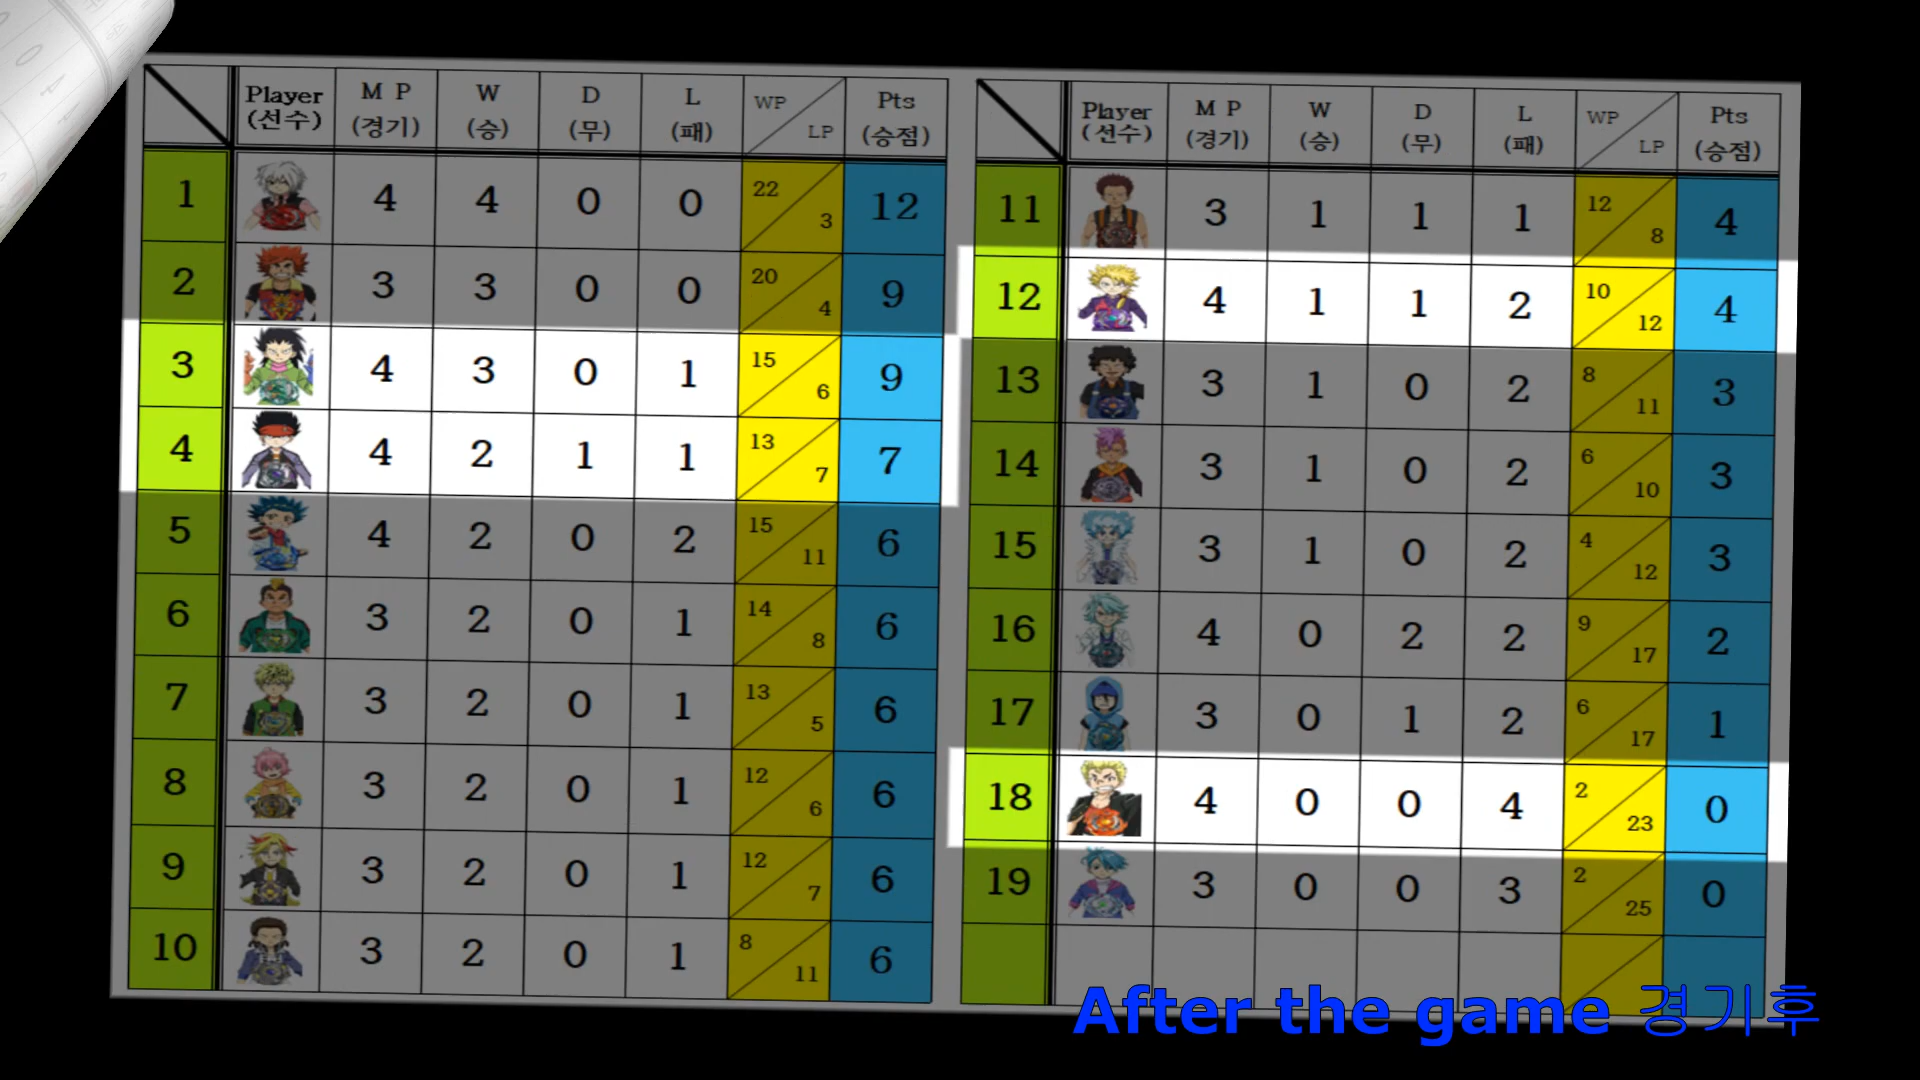 Player (선수) M P (경기) W (승) D (무) L (패) WP LP Pts (승점)
1 4 4 0 0 22 3 12
2 3 3 0 0 20 4 9
3 4 3 0 1 15 6 9
4 4 2 1 1 13 7 7
5 4 2 0 2 15 11 6
6 3 2 0 1 14 8 6
7 3 2 0 1 13 5 6
8 3 2 0 1 12 6 6
9 3 2 0 1 12 7 6
10 3 2 0 1 8 11 6
Player (선수) M P (경기) W (승) D (무) L (패) WP LP Pts (승점)
11 3 1 1 1 12 8 4
12 4 1 1 2 10 12 4
13 3 1 0 2 8 11 3
14 3 1 0 2 6 10 3
15 3 1 0 2 4 12 3
16 4 0 2 2 9 17 2
17 3 0 1 2 6 17 1
18 4 0 0 4 2 23 0
19 3 0 0 3 2 25 0
After the game 경기후